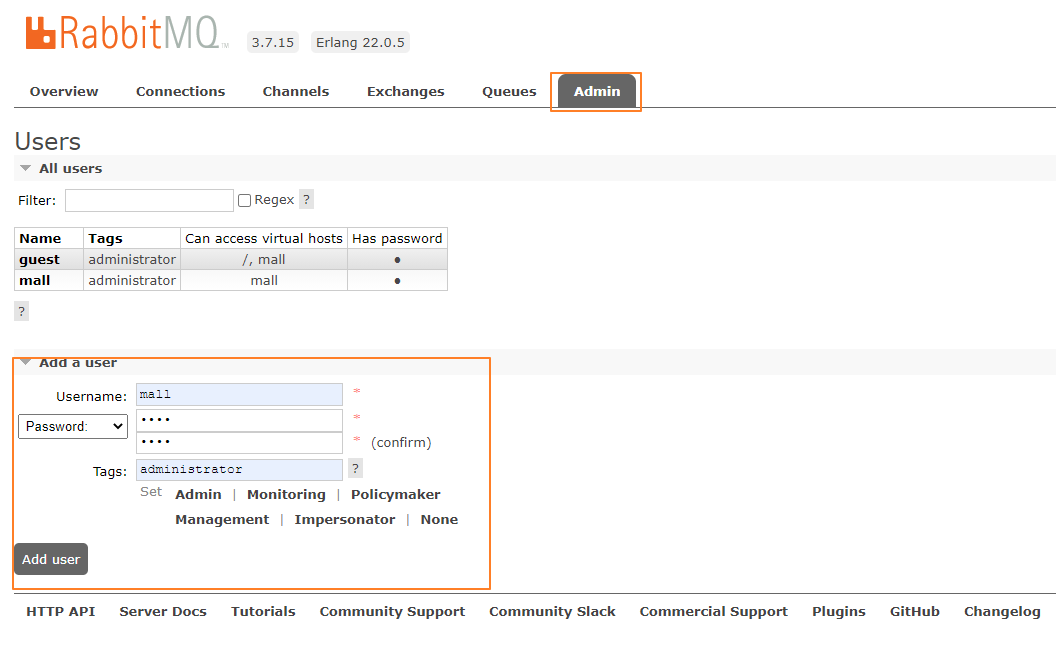 RabbitMQ TM 3.7.15 Erlang 22.0.5
Overview Connections Channels Exchanges Queues Admin
Users
All users
Filter: Regex ?
Name Tags Can access virtual hosts Has password
guest administrator /, mall ●
mall administrator mall ●
?
Add a user
Username: mall *
Password: •••• *
•••• * (confirm)
Tags: administrator ?
Set Admin | Monitoring | Policymaker
Management | Impersonator | None
Add user
HTTP API Server Docs Tutorials Community Support Community Slack Commercial Support Plugins GitHub Changelog